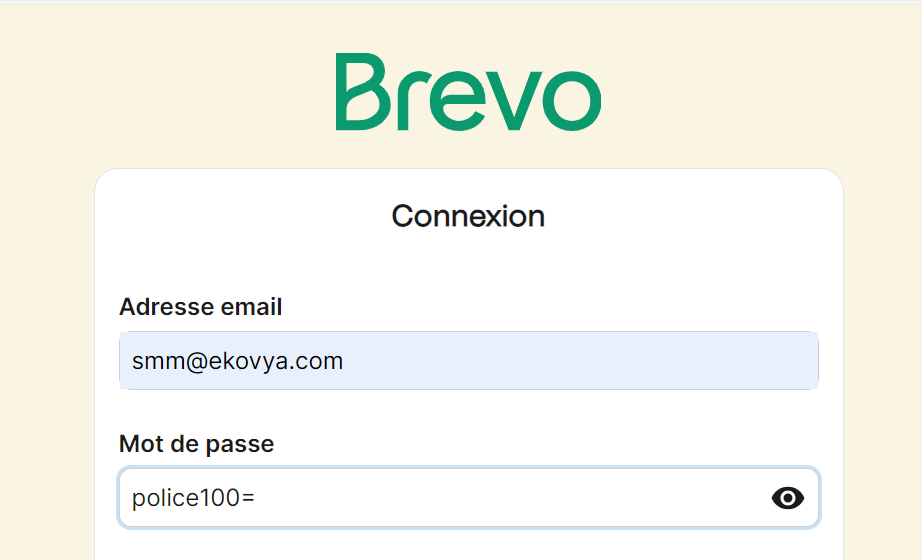 Brevo
Connexion
Adresse email
smm@ekovya.com
Mot de passe
police100=